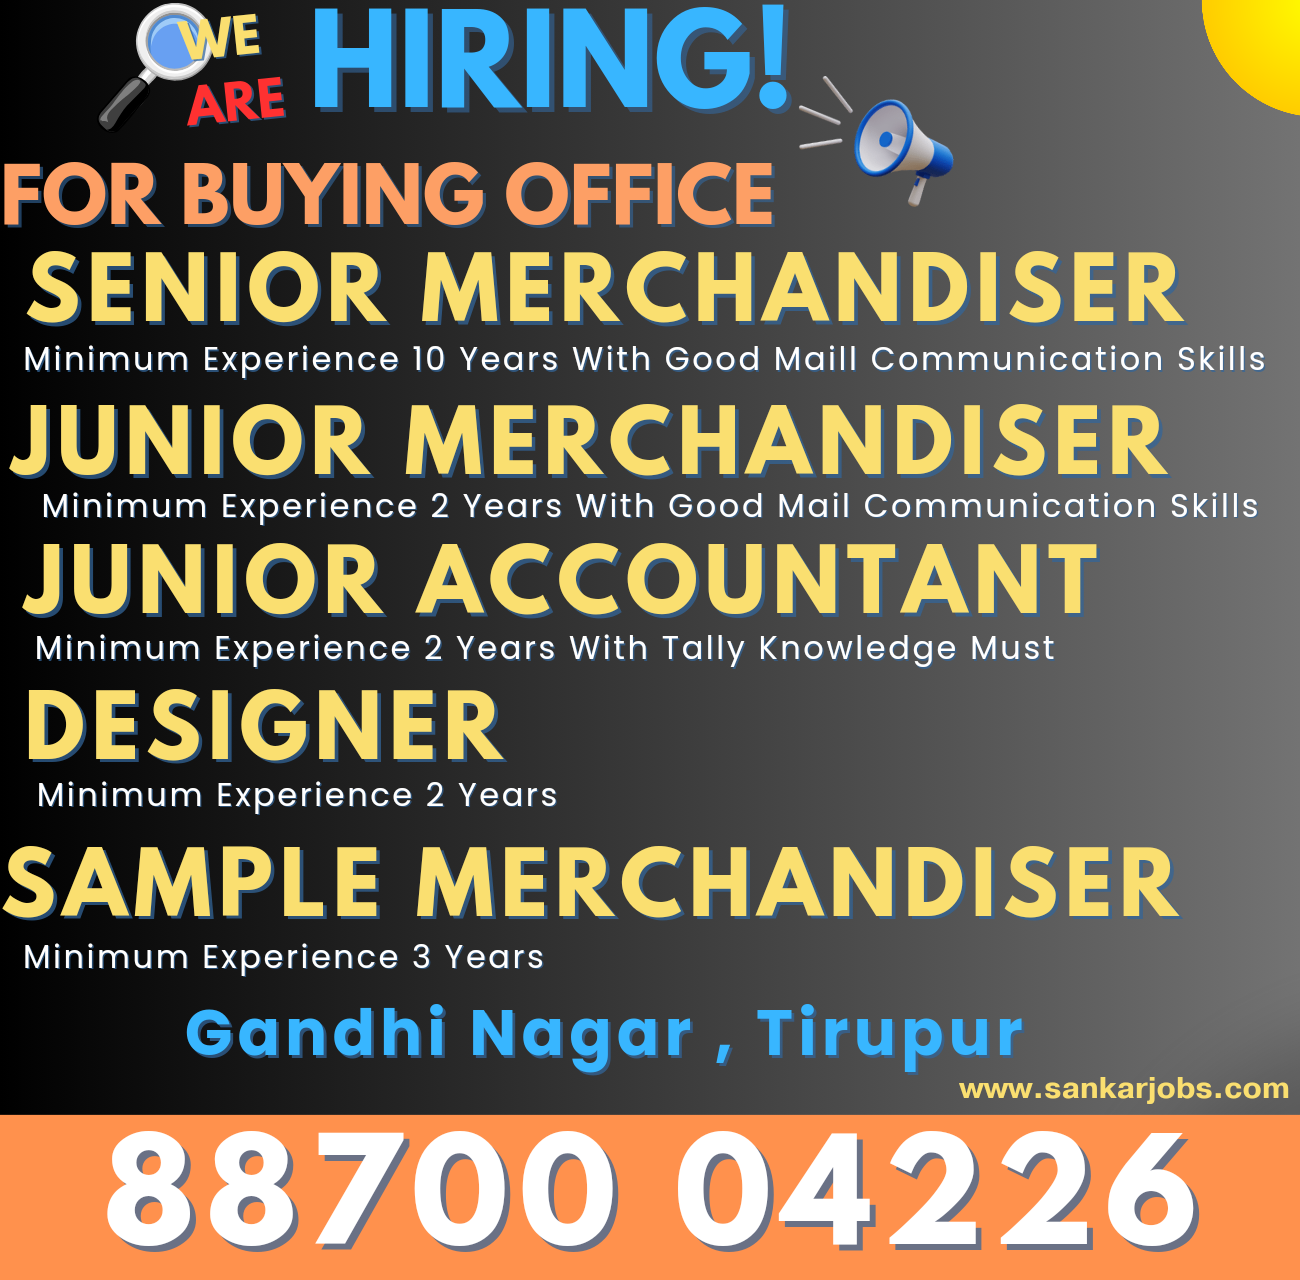 WE
ARE
HIRING!
FOR BUYING OFFICE
SENIOR MERCHANDISER
Minimum Experience 10 Years With Good Maill Communication Skills
JUNIOR MERCHANDISER
Minimum Experience 2 Years With Good Mail Communication Skills
JUNIOR ACCOUNTANT
Minimum Experience 2 Years With Tally Knowledge Must
DESIGNER
Minimum Experience 2 Years
SAMPLE MERCHANDISER
Minimum Experience 3 Years
Gandhi Nagar , Tirupur
www.sankarjobs.com
88700 04226